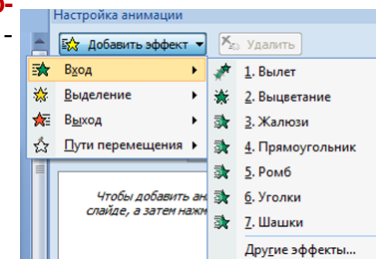 Настройка анимации
Добавить эффект
Удалить
Вход
Выделение
Выход
Пути перемещения
1. Вылет
2. Выцветание
3. Жалюзи
4. Прямоугольник
5. Ромб
6. Уголки
7. Шашки
Другие эффекты...
Чтобы добавить ан
слайде, а затем наж